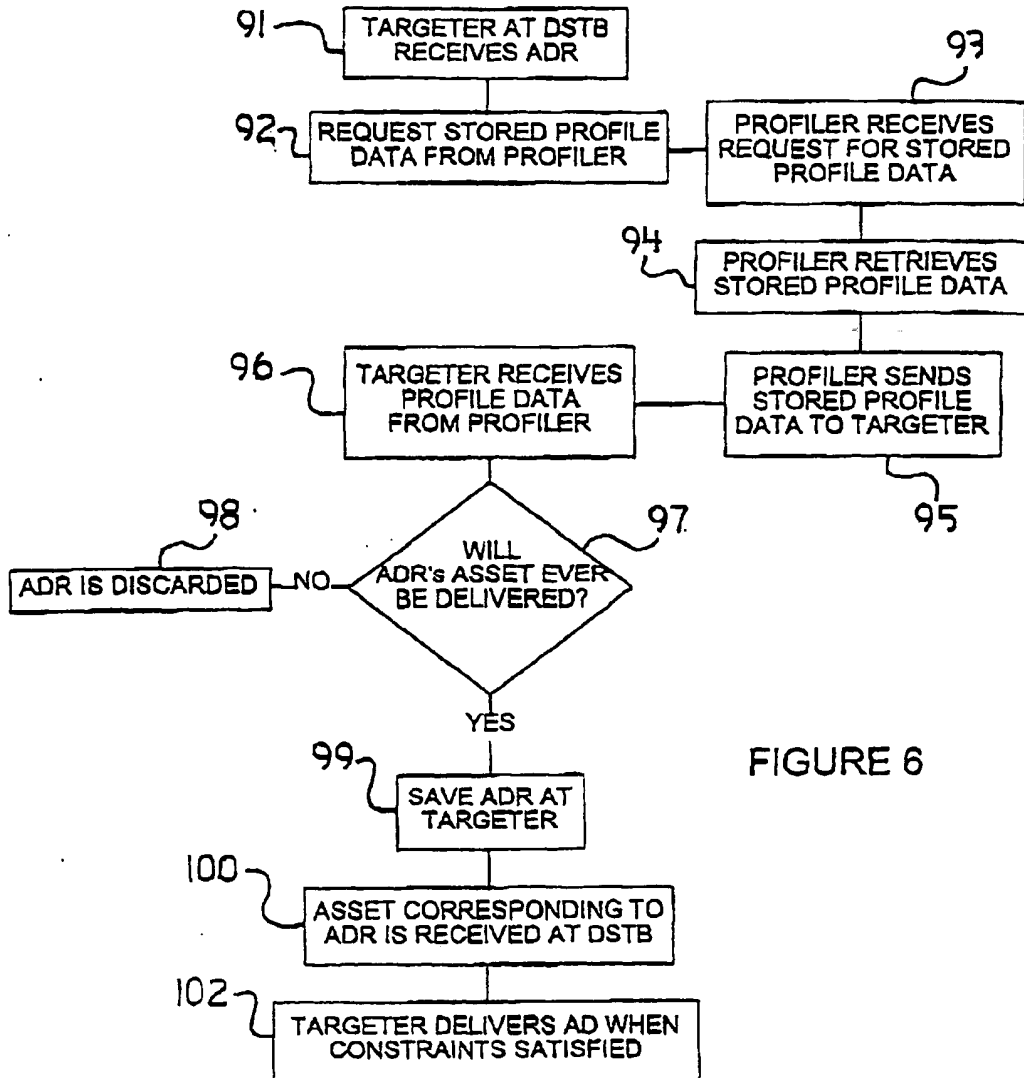 91
TARGETER AT DSTB
RECEIVES ADR
92
REQUEST STORED PROFILE
DATA FROM PROFILER
93
PROFILER RECEIVES
REQUEST FOR STORED
PROFILE DATA
94
PROFILER RETRIEVES
STORED PROFILE DATA
PROFILER SENDS
STORED PROFILE
DATA TO TARGETER
95
96
TARGETER RECEIVES
PROFILE DATA
FROM PROFILER
97
WILL
ADR's ASSET EVER
BE DELIVERED?
NO
98
ADR IS DISCARDED
YES
99
SAVE ADR AT
TARGETER
100
ASSET CORRESPONDING TO
ADR IS RECEIVED AT DSTB
102
TARGETER DELIVERS AD WHEN
CONSTRAINTS SATISFIED
FIGURE 6